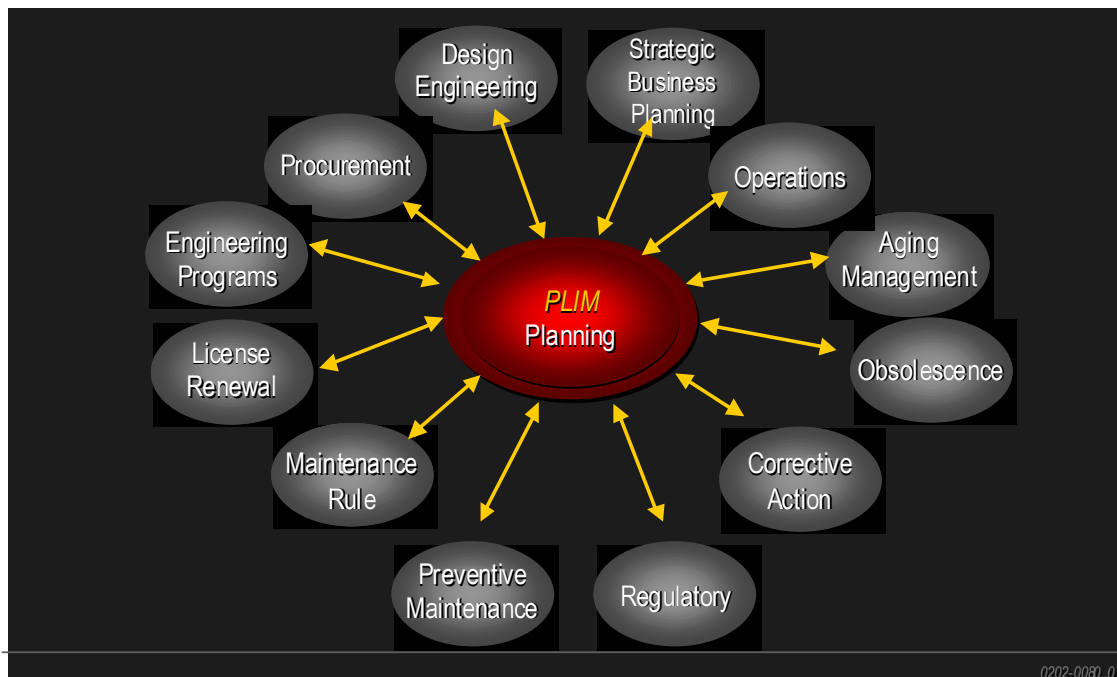 Design
Engineering
Strategic
Business
Planning
Procurement
Operations
Engineering
Programs
Aging
Management
PLIM
Planning
License
Renewal
Obsolescence
Maintenance
Rule
Corrective
Action
Preventive
Maintenance
Regulatory
0202-0080_0